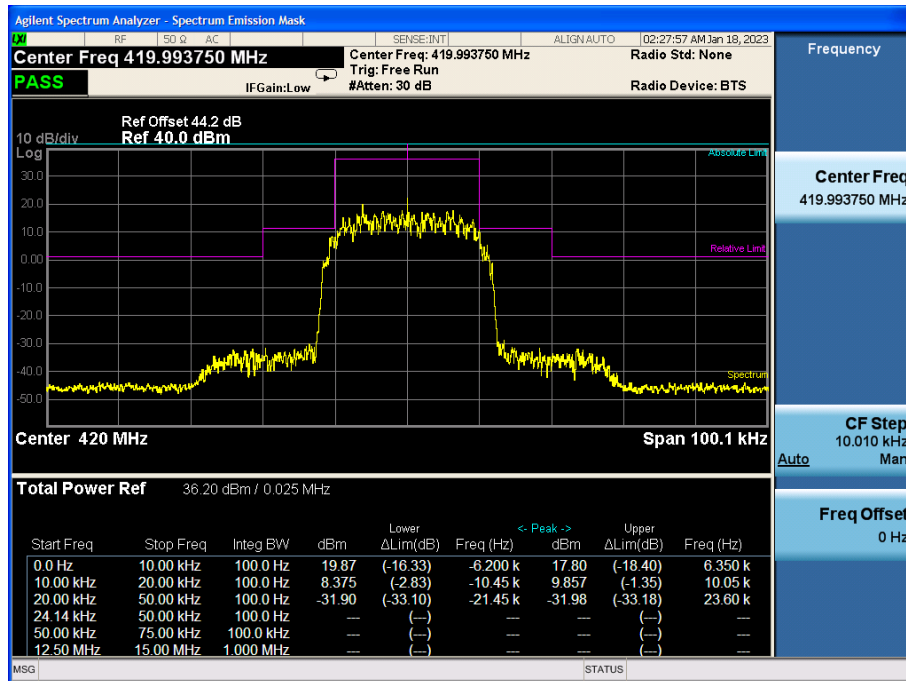 Agilent Spectrum Analyzer - Spectrum Emission Mask
LXI RF 50 Ω AC SENSE:INT ALIGN AUTO 02:27:57 AM Jan 18, 2023
Center Freq 419.993750 MHz
Center Freq: 419.993750 MHz Radio Std: None
Trig: Free Run
PASS
IFGain:Low #Atten: 30 dB Radio Device: BTS
Ref Offset 44.2 dB
10 dB/div Ref 40.0 dBm
Log
Absolute Limit
30.0
20.0
10.0
Relative Limit
0.00
-10.0
-20.0
-30.0
-40.0
Spectrum
-50.0
Center 420 MHz Span 100.1 kHz
Total Power Ref 36.20 dBm / 0.025 MHz
Lower <- Peak -> Upper
Start Freq Stop Freq Integ BW dBm ΔLim(dB) Freq (Hz) dBm ΔLim(dB) Freq (Hz)
0.0 Hz 10.00 kHz 100.0 Hz 19.87 (-16.33) -6.200 k 17.80 (-18.40) 6.350 k
10.00 kHz 20.00 kHz 100.0 Hz 8.375 (-2.83) -10.45 k 9.857 (-1.35) 10.05 k
20.00 kHz 50.00 kHz 100.0 Hz -31.90 (-33.10) -21.45 k -31.98 (-33.18) 23.60 k
24.14 kHz 50.00 kHz 100.0 Hz --- (---) --- --- (---) ---
50.00 kHz 75.00 kHz 100.0 kHz --- (---) --- --- (---) ---
12.50 MHz 15.00 MHz 1.000 MHz --- (---) --- --- (---) ---
MSG STATUS
Frequency
Center Freq
419.993750 MHz
CF Step
10.010 kHz
Auto Man
Freq Offset
0 Hz